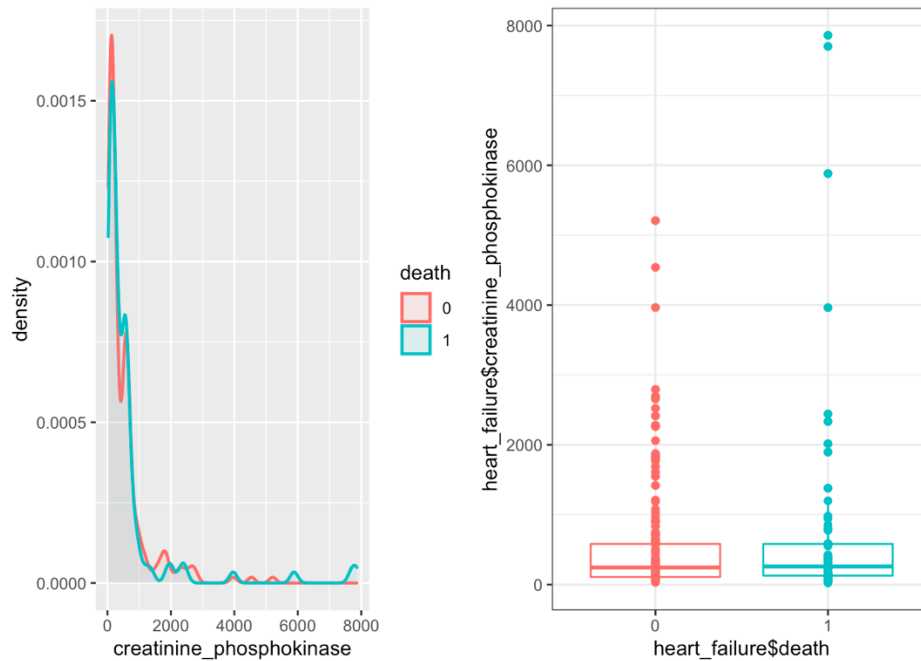 0.0015
0.0010
0.0005
0.0000
density
0 2000 4000 6000 8000
creatinine_phosphokinase
death
0
1
8000
6000
4000
2000
0
heart_failure$creatinine_phosphokinase
0 1
heart_failure$death